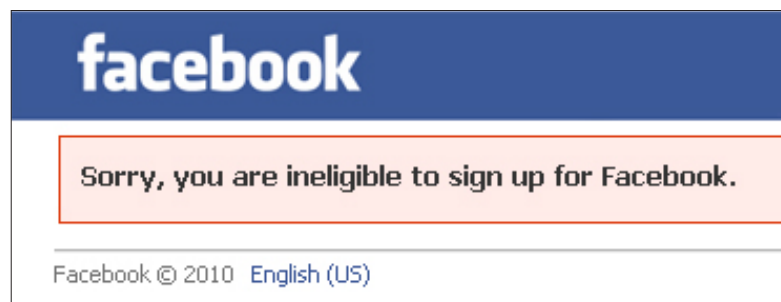 facebook
Sorry, you are ineligible to sign up for Facebook.
Facebook © 2010 English (US)